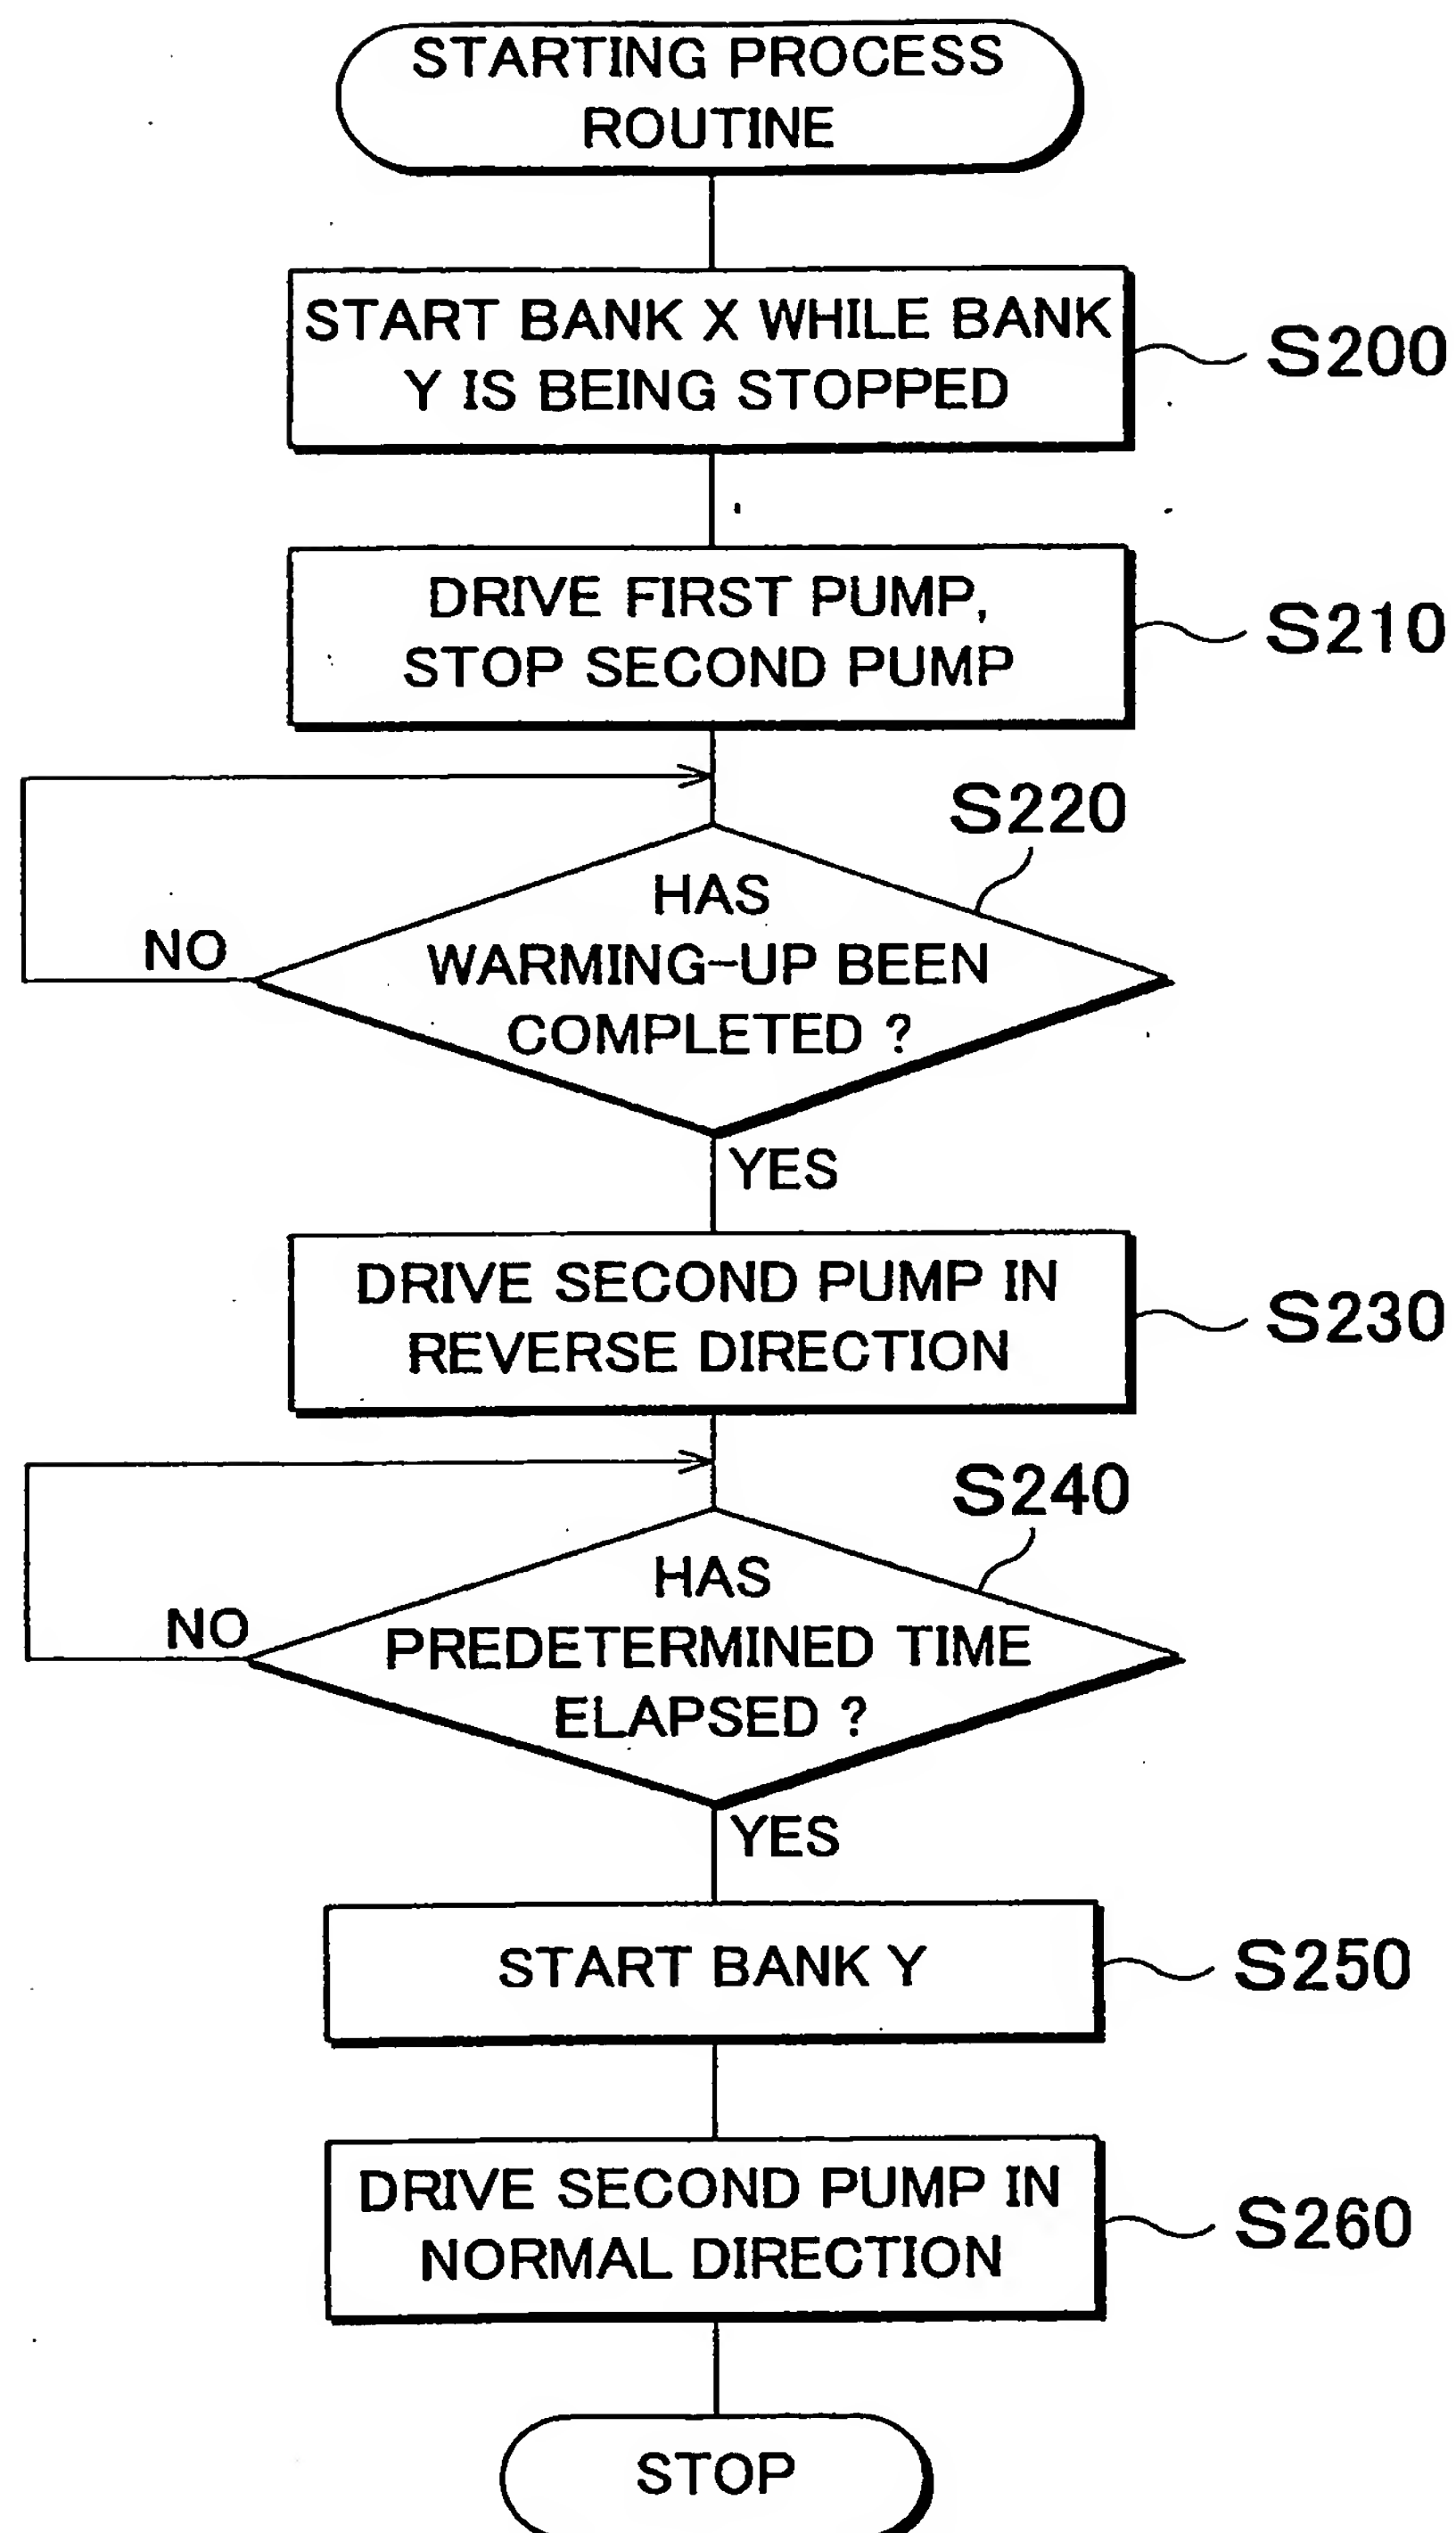 STARTING PROCESS
ROUTINE
START BANK X WHILE BANK
Y IS BEING STOPPED
S200
DRIVE FIRST PUMP,
STOP SECOND PUMP
S210
S220
HAS
WARMING-UP BEEN
COMPLETED ?
NO
YES
DRIVE SECOND PUMP IN
REVERSE DIRECTION
S230
S240
HAS
PREDETERMINED TIME
ELAPSED ?
NO
YES
START BANK Y
S250
DRIVE SECOND PUMP IN
NORMAL DIRECTION
S260
STOP